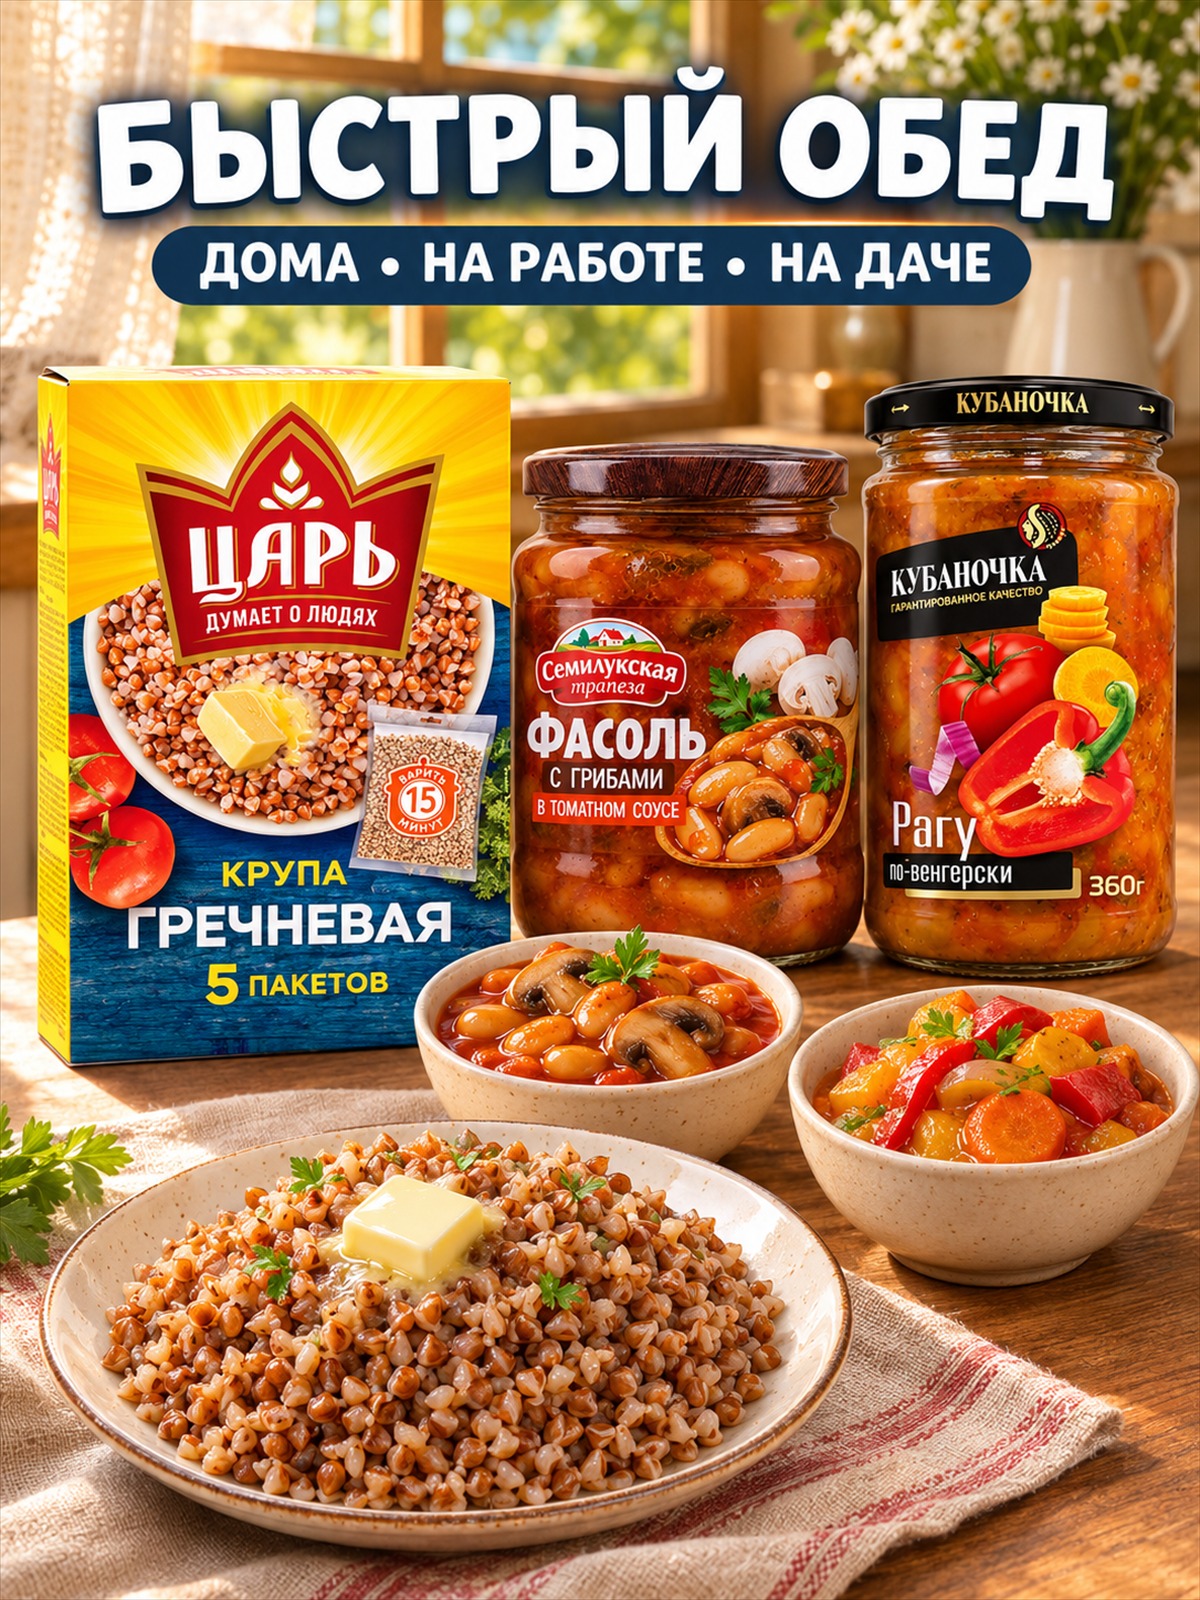 БЫСТРЫЙ ОБЕД
ДОМА • НА РАБОТЕ • НА ДАЧЕ
ЦАРЬ
ДУМАЕТ О ЛЮДЯХ
ВАРИТЬ
15
МИНУТ
КРУПА
ГРЕЧНЕВАЯ
5 ПАКЕТОВ
ЦАРЬ
Семилукская
трапеза
ФАСОЛЬ
С ГРИБАМИ
В ТОМАТНОМ СОУСЕ
КУБАНОЧКА
КУБАНОЧКА
ГАРАНТИРОВАННОЕ КАЧЕСТВО
Рагу
по-венгерски
360г